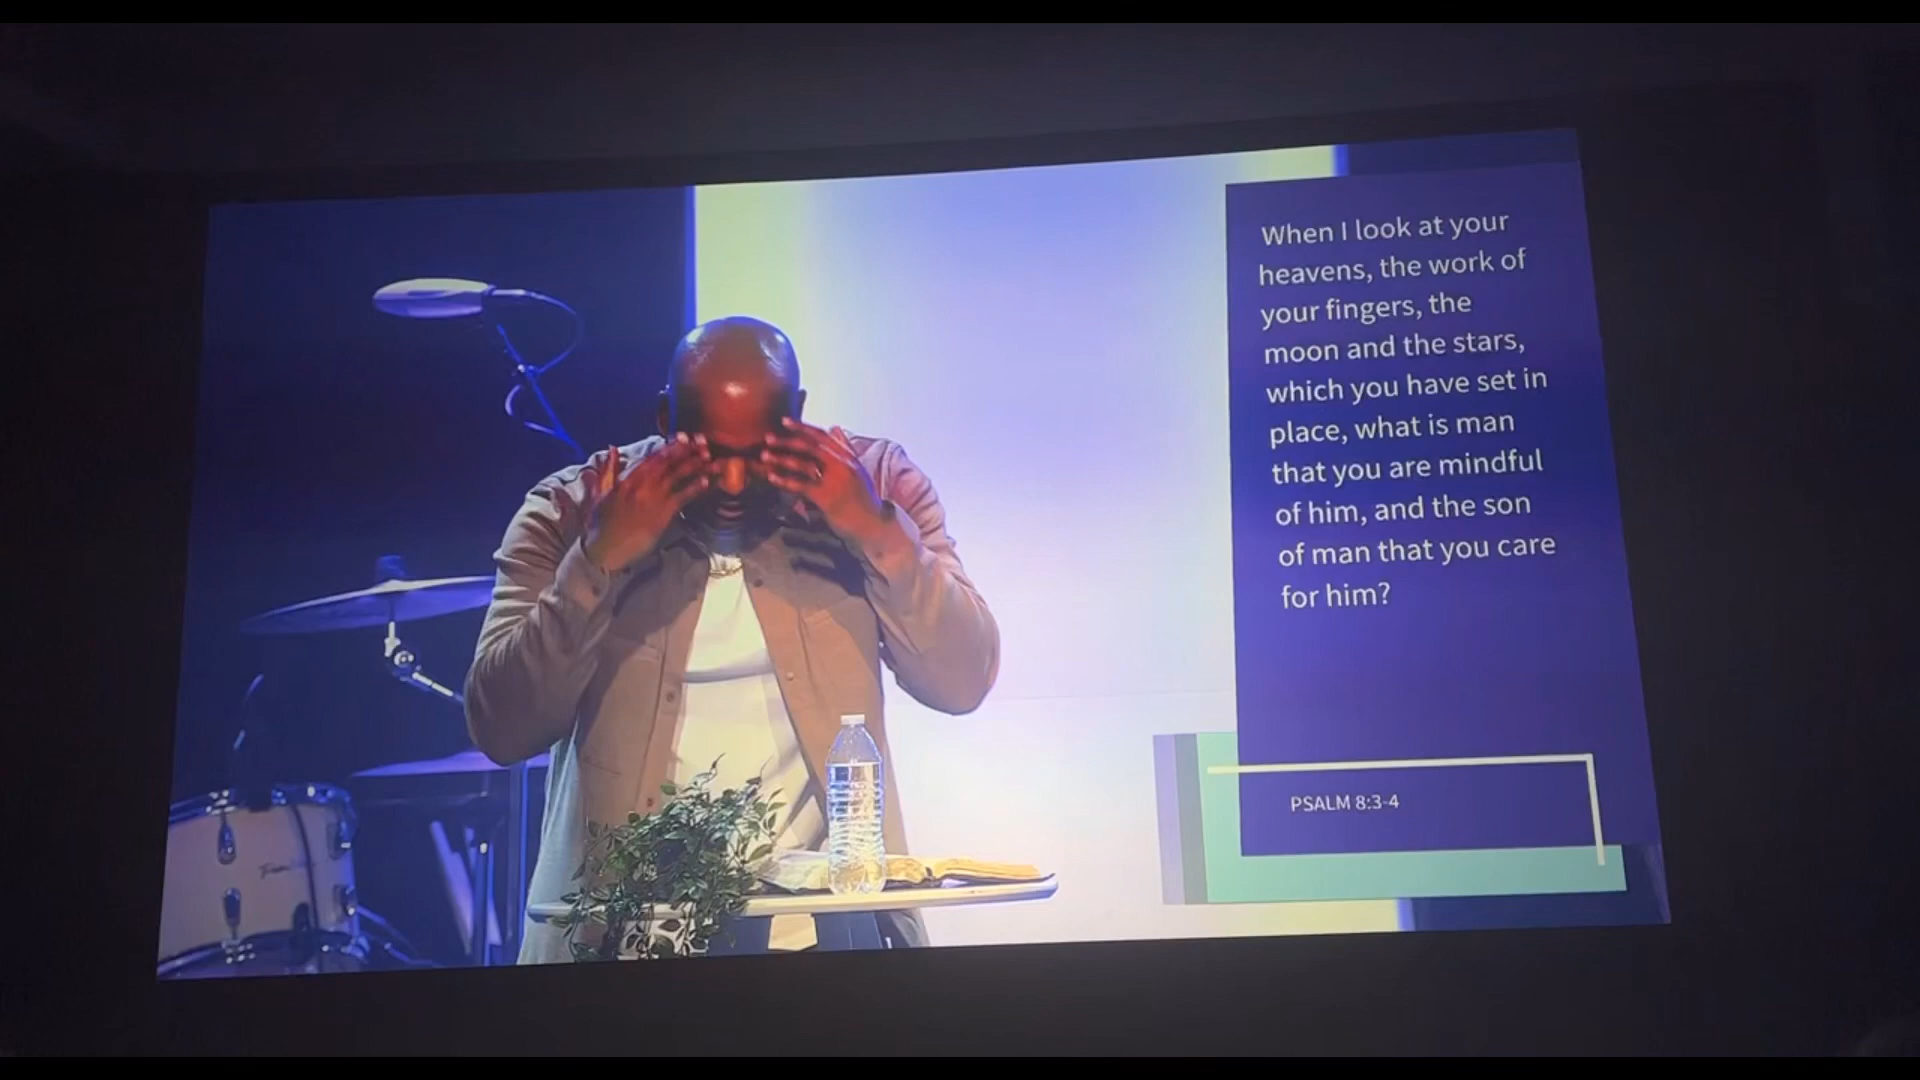 When I look at your
heavens, the work of
your fingers, the
moon and the stars,
which you have set in
place, what is man
that you are mindful
of him, and the son
of man that you care
for him?
PSALM 8:3-4